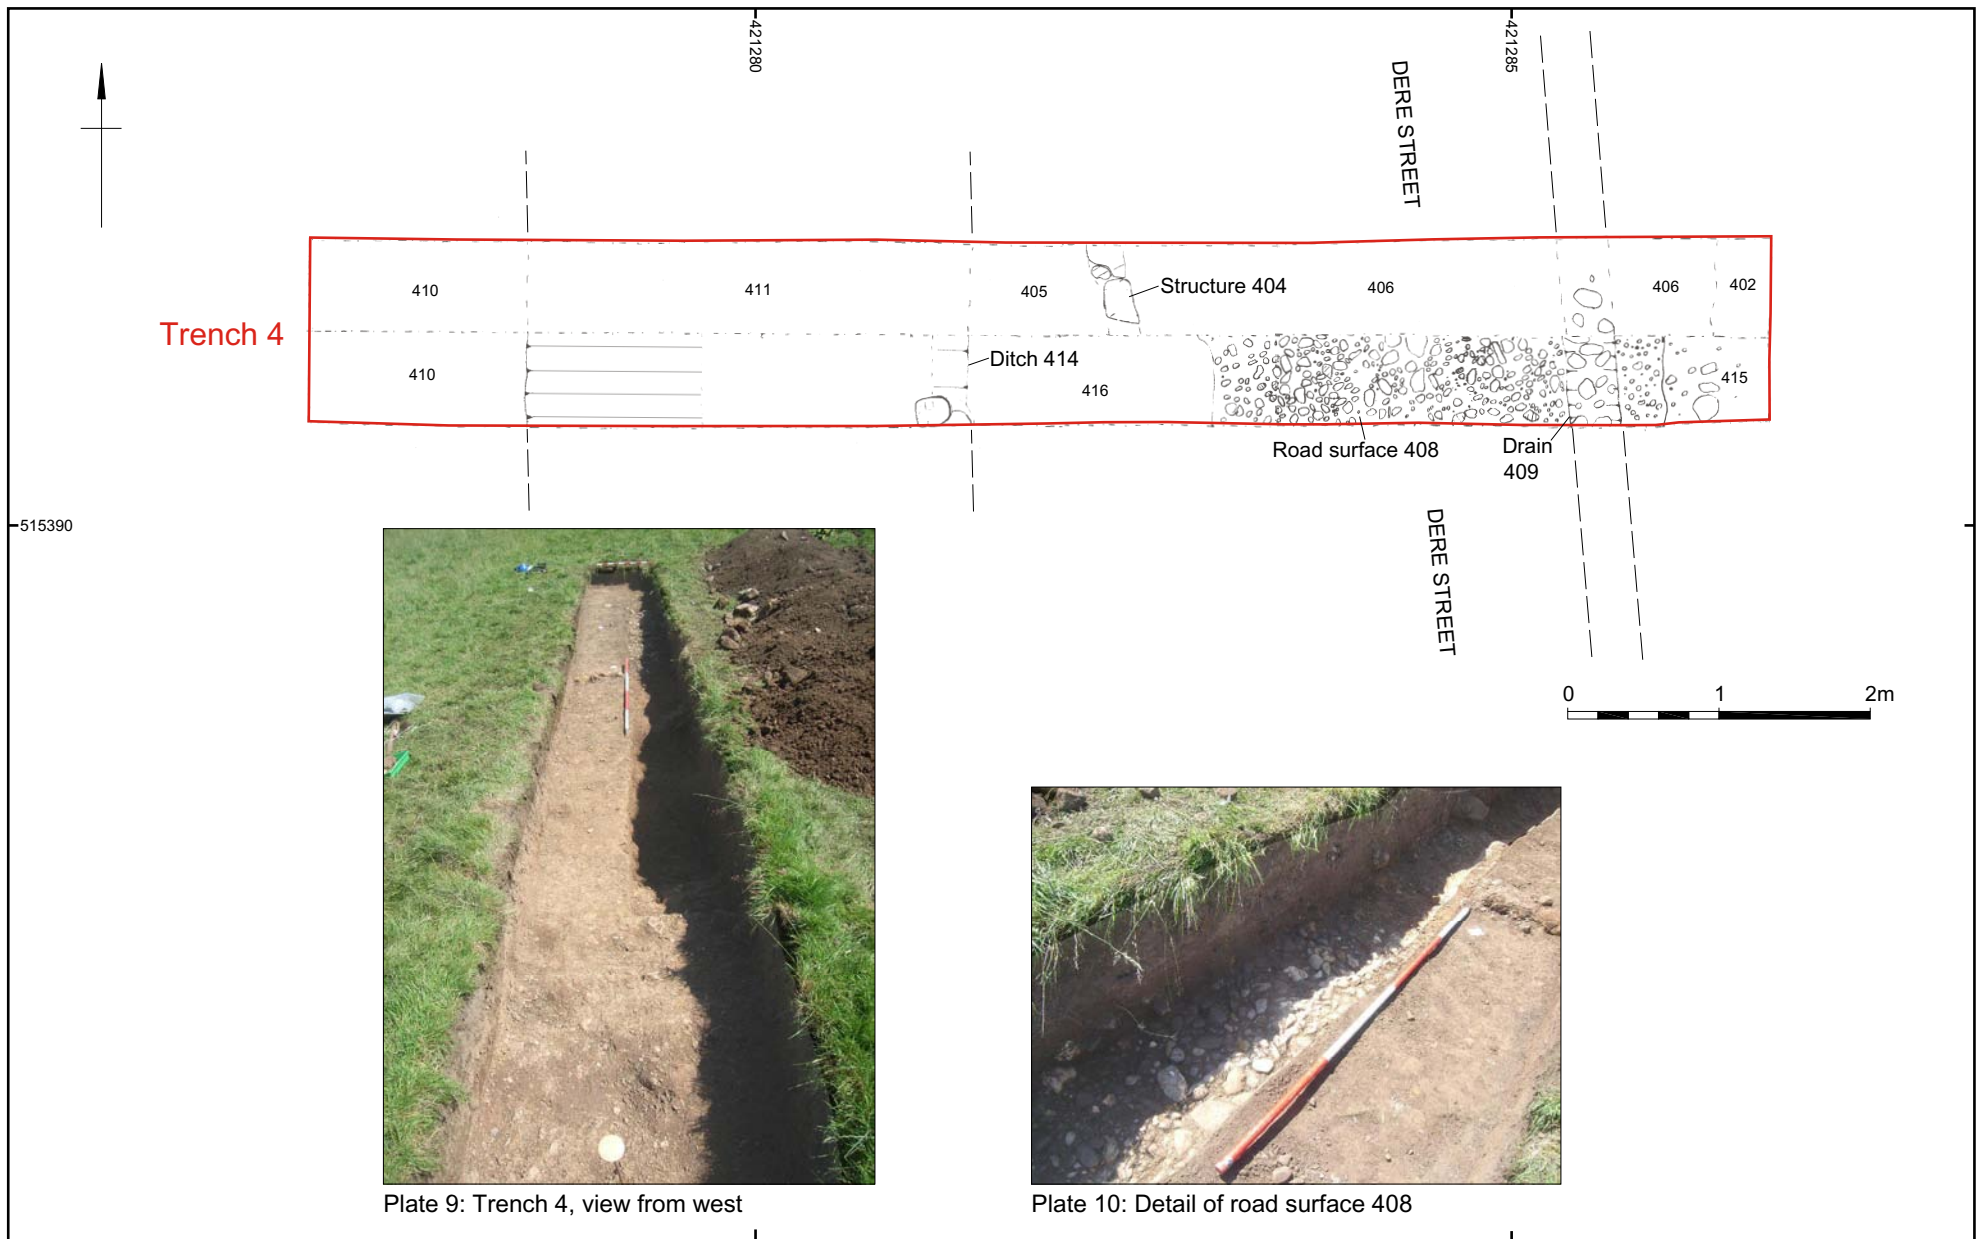 421280
421285
DERE STREET
410
411
405
Structure 404
406
406
402
Trench 4
410
Ditch 414
416
415
Road surface 408
Drain
409
515390
DERE STREET
0 1 2m
Plate 9: Trench 4, view from west
Plate 10: Detail of road surface 408